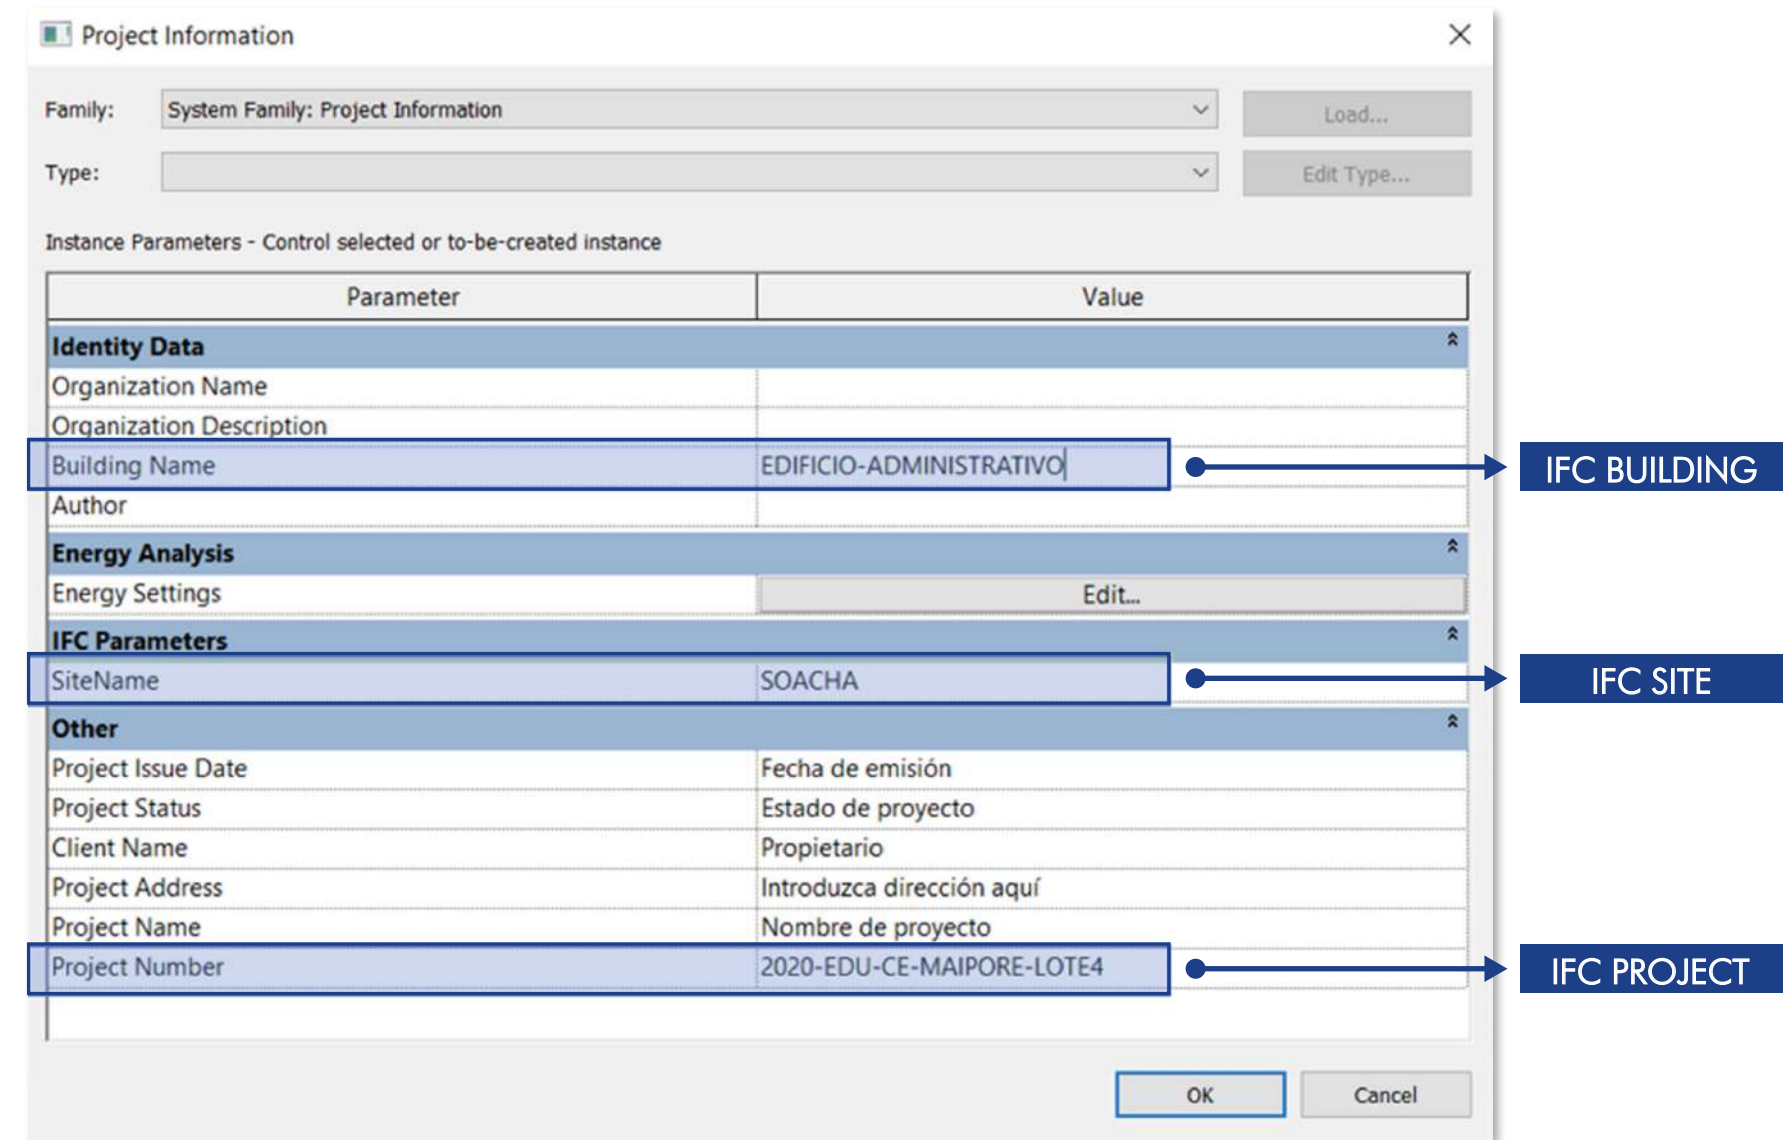 Project Information
Family: System Family: Project Information Load...
Type: Edit Type...
Instance Parameters - Control selected or to-be-created instance
Parameter Value
Identity Data
Organization Name
Organization Description
Building Name EDIFICIO-ADMINISTRATIVO IFC BUILDING
Author
Energy Analysis
Energy Settings Edit...
IFC Parameters
SiteName SOACHA IFC SITE
Other
Project Issue Date Fecha de emisión
Project Status Estado de proyecto
Client Name Propietario
Project Address Introduzca dirección aquí
Project Name Nombre de proyecto
Project Number 2020-EDU-CE-MAIPORE-LOTE4 IFC PROJECT
OK Cancel